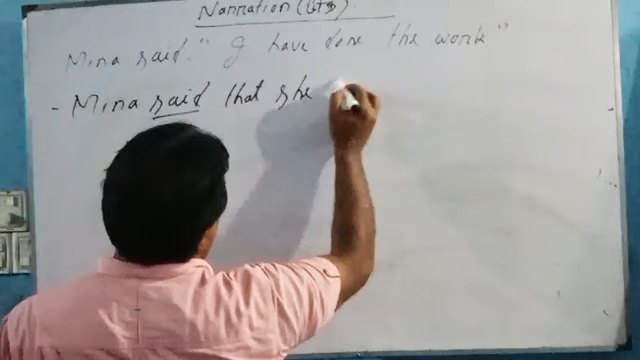 Narration
Mina said. "I have done the work"
- Mina said that she